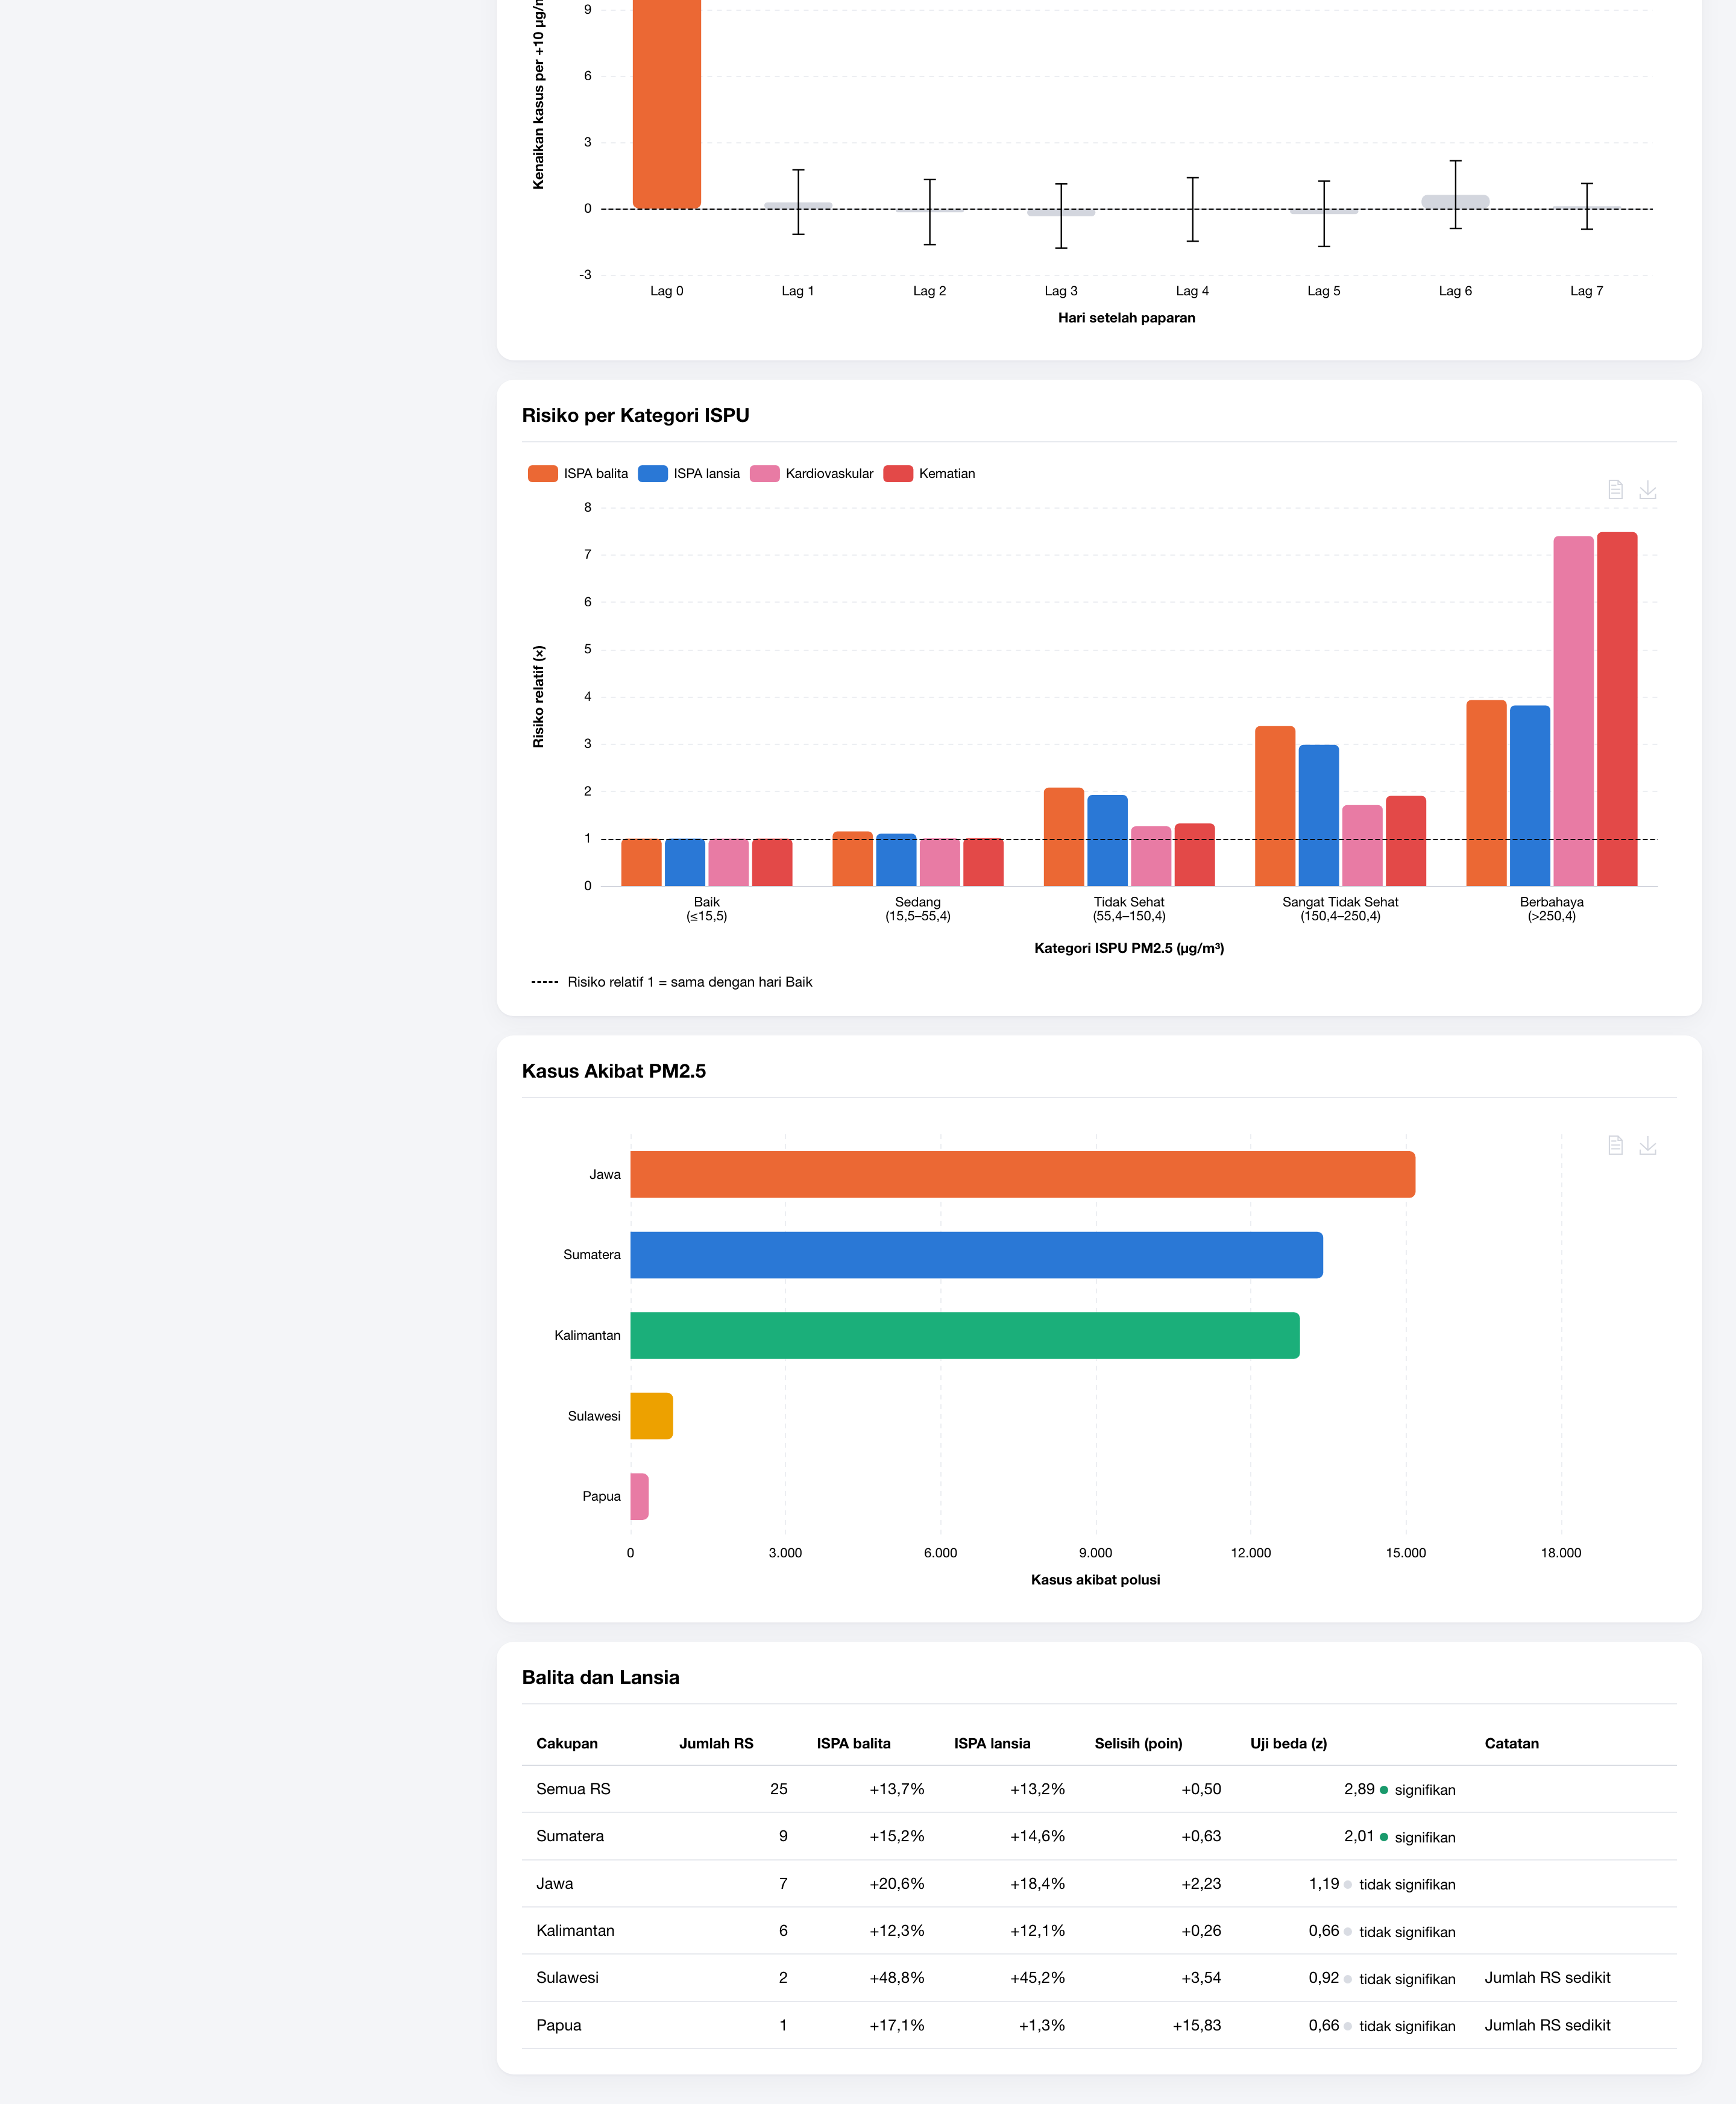 Kenaikan kasus per +10 µg/m
9
6
3
0
-3
Lag 0 Lag 1 Lag 2 Lag 3 Lag 4 Lag 5 Lag 6 Lag 7
Hari setelah paparan
Risiko per Kategori ISPU
ISPA balita ISPA lansia Kardiovaskular Kematian
Risiko relatif (×)
8
7
6
5
4
3
2
1
0
Baik Sedang Tidak Sehat Sangat Tidak Sehat Berbahaya
(≤15,5) (15,5–55,4) (55,4–150,4) (150,4–250,4) (>250,4)
Kategori ISPU PM2.5 (µg/m³)
Risiko relatif 1 = sama dengan hari Baik
Kasus Akibat PM2.5
Jawa
Sumatera
Kalimantan
Sulawesi
Papua
0 3.000 6.000 9.000 12.000 15.000 18.000
Kasus akibat polusi
Balita dan Lansia
Cakupan Jumlah RS ISPA balita ISPA lansia Selisih (poin) Uji beda (z) Catatan
Semua RS 25 +13,7% +13,2% +0,50 2,89 signifikan
Sumatera 9 +15,2% +14,6% +0,63 2,01 signifikan
Jawa 7 +20,6% +18,4% +2,23 1,19 tidak signifikan
Kalimantan 6 +12,3% +12,1% +0,26 0,66 tidak signifikan
Sulawesi 2 +48,8% +45,2% +3,54 0,92 tidak signifikan Jumlah RS sedikit
Papua 1 +17,1% +1,3% +15,83 0,66 tidak signifikan Jumlah RS sedikit